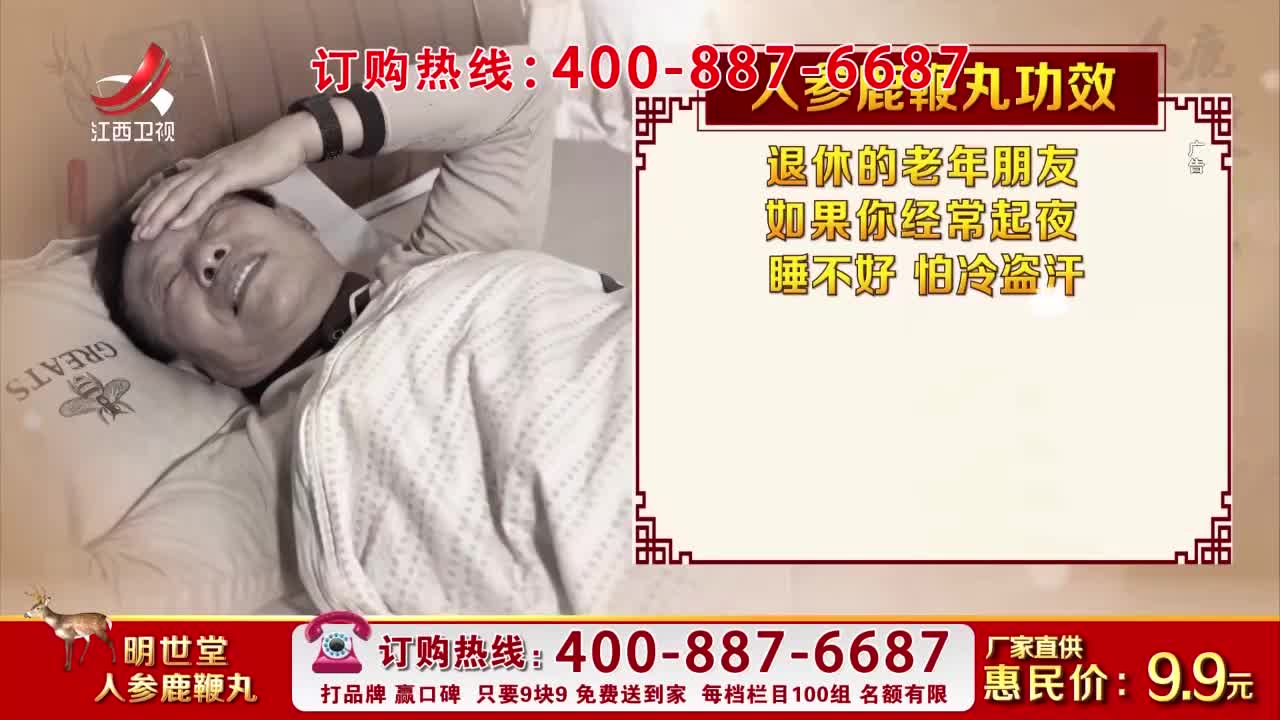 订购热线:400-887-6687
人参鹿鞭丸功效
江西卫视
广告
退休的老年朋友
如果你经常起夜
睡不好 怕冷盗汗
GREATS
明世堂
人参鹿鞭丸
订购热线:400-887-6687
打品牌 赢口碑 只要9块9 免费送到家 每档栏目100组 名额有限
厂家直供
惠民价:9.9元